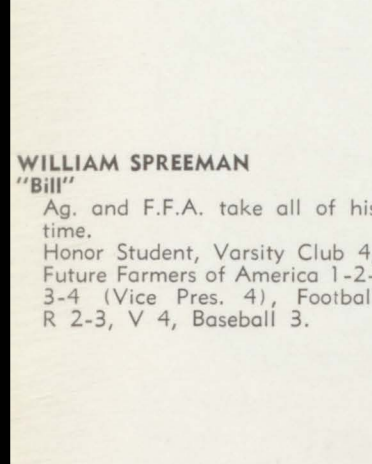 WILLIAM SPREEMAN
"Bill"
Ag. and F.F.A. take all of his
time.
Honor Student, Varsity Club 4
Future Farmers of America 1-2-
3-4 (Vice Pres. 4), Footbal
R 2-3, V 4, Baseball 3.